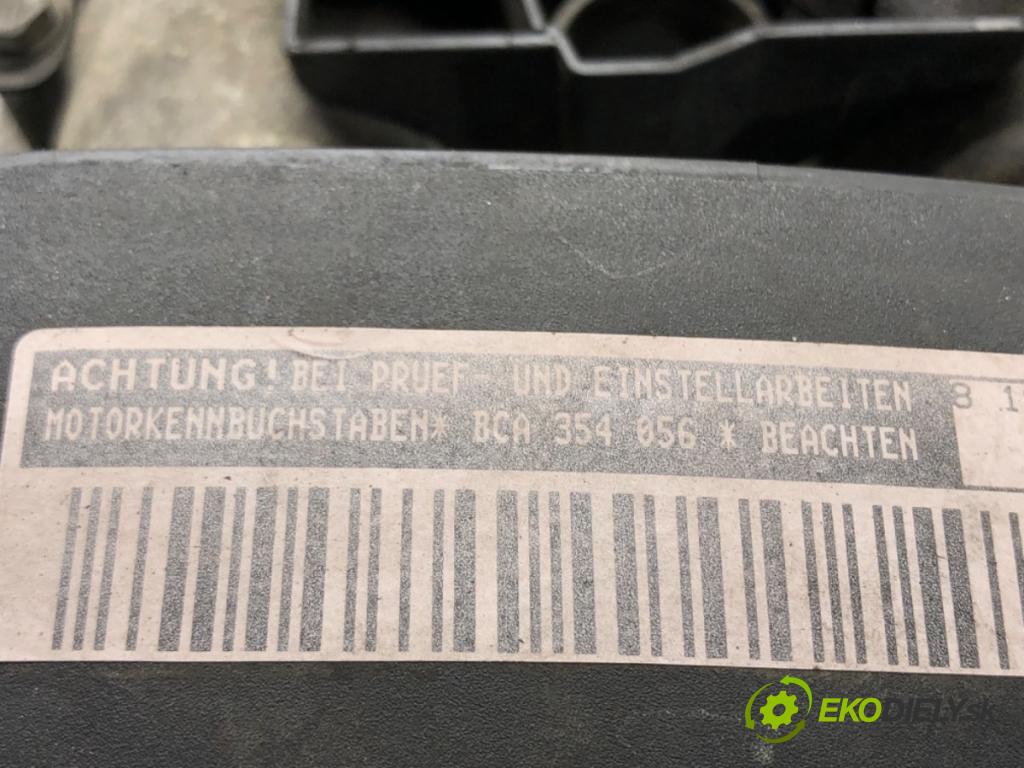 ACHTUNG! BEI PRUEF- UND EINSTELLARBEITEN
MOTORKENNBUCHSTABEN* BCA 354 056 * BEACHTEN
EKODIELY.sk